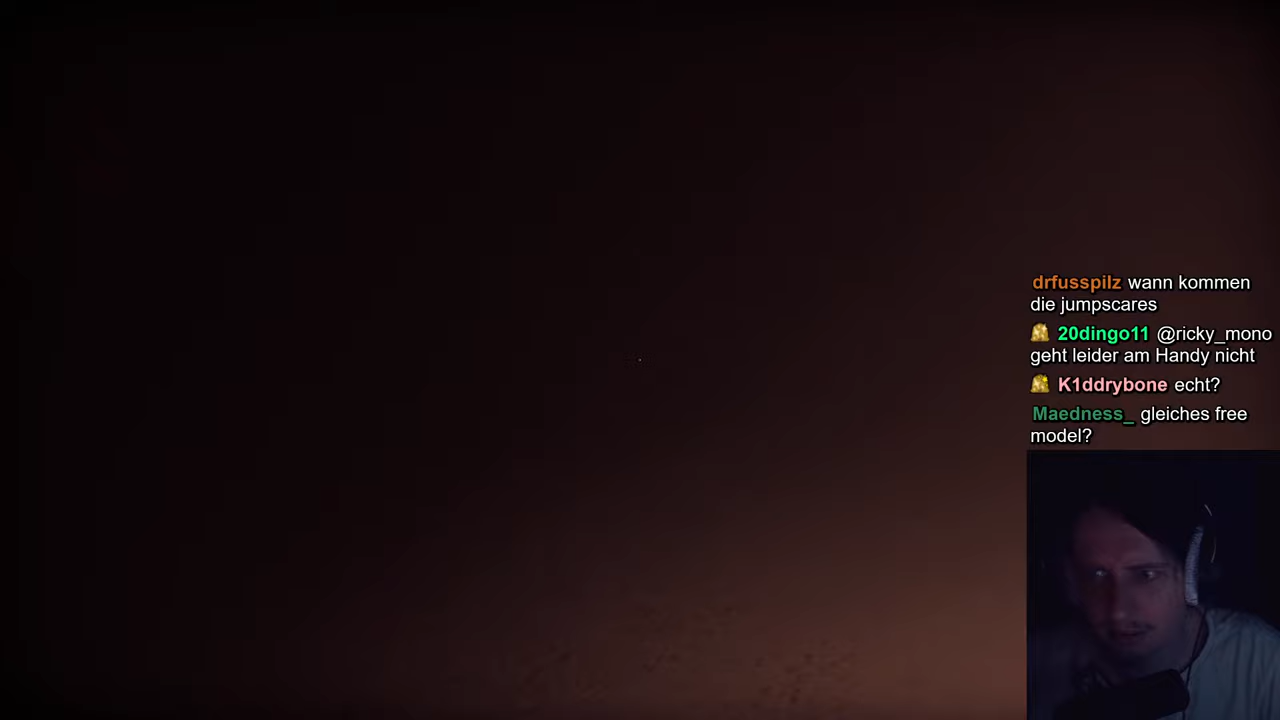 drfusspilz wann kommen
die jumpscares
20dingo11 @ricky_mono
geht leider am Handy nicht
K1ddrybone echt?
Maedness_ gleiches free
model?